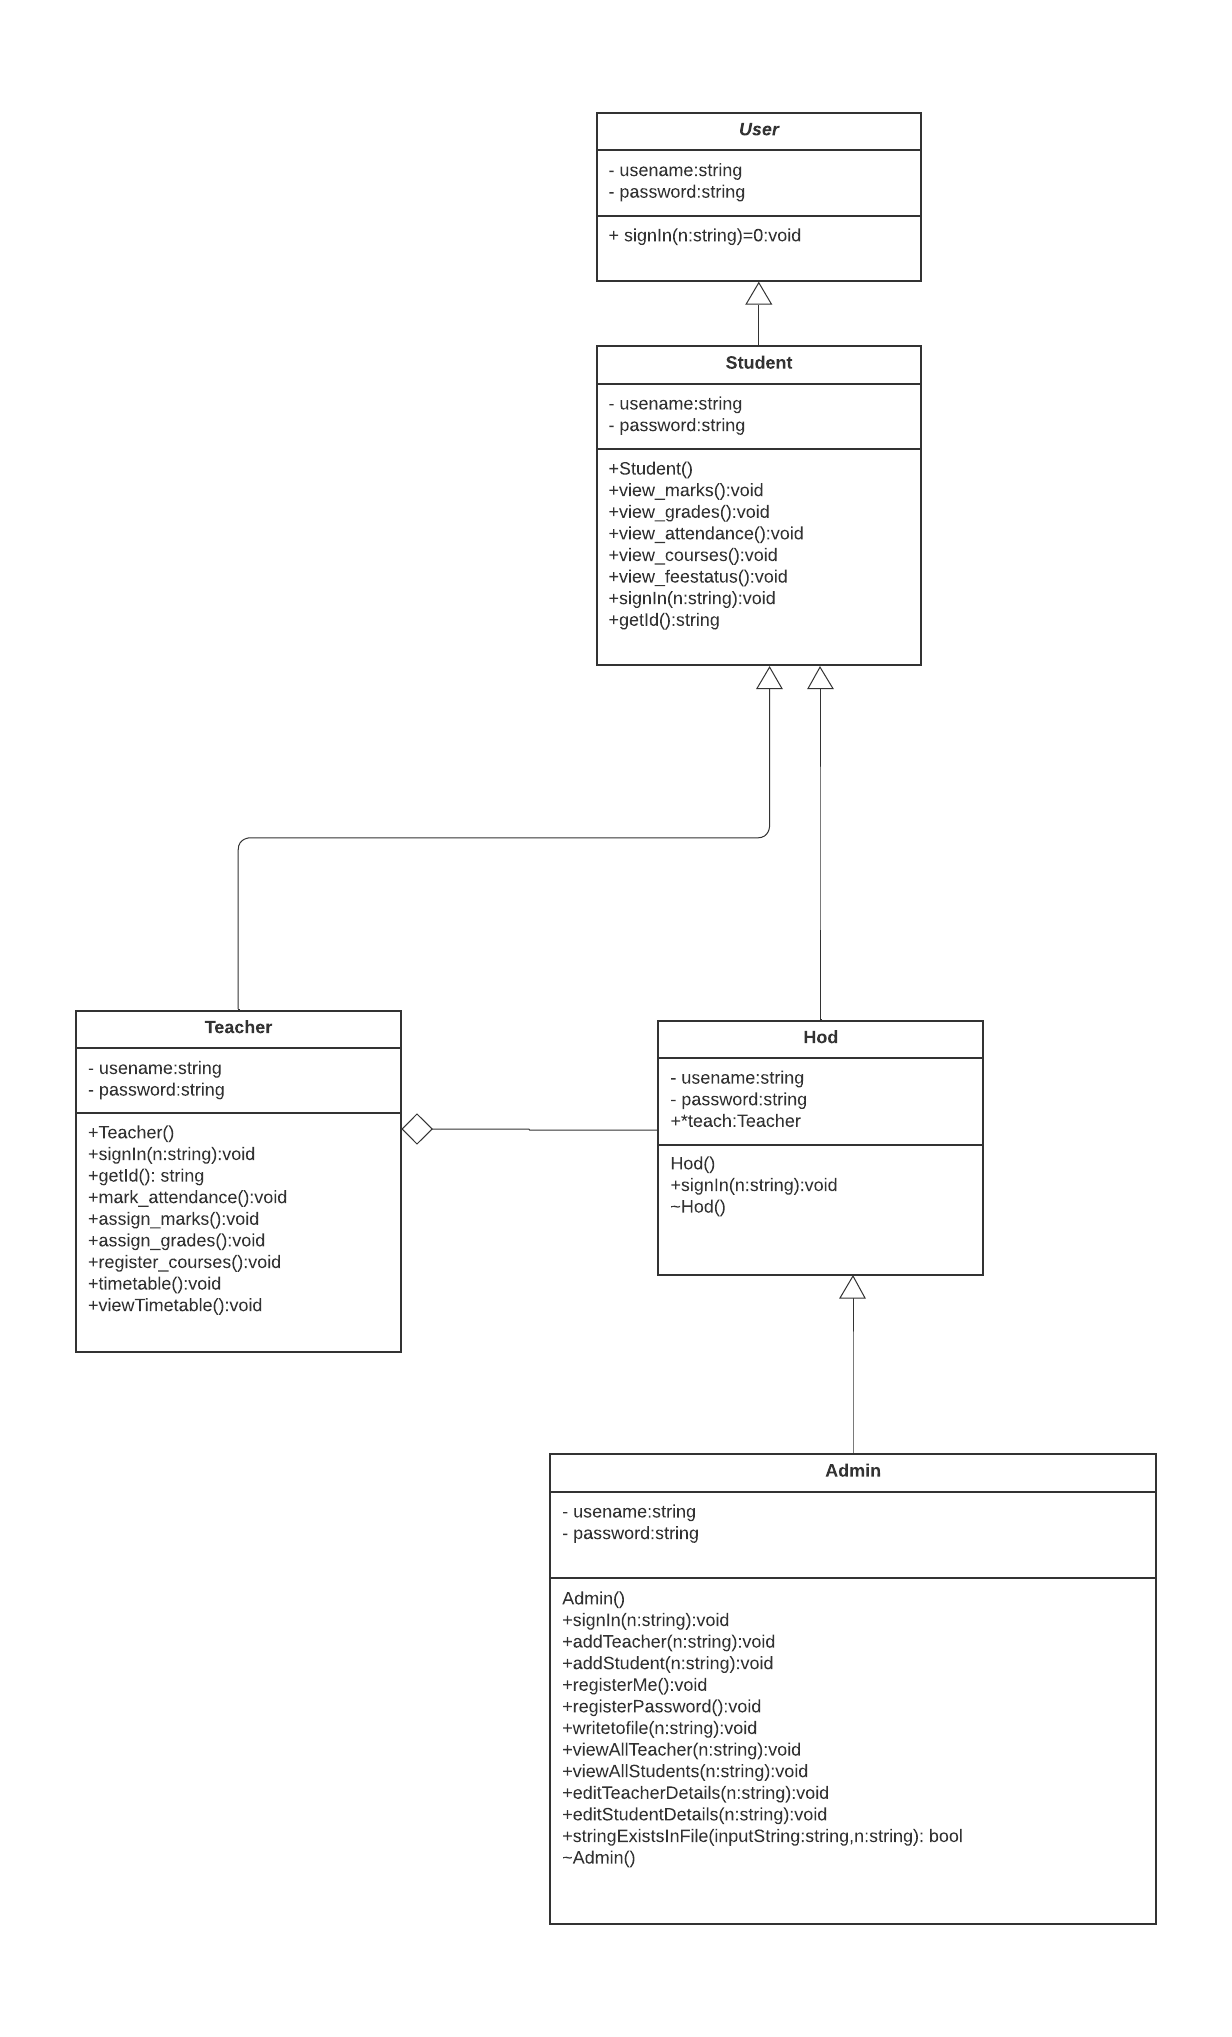 User
- usename:string
- password:string
+ signIn(n:string)=0:void
Student
- usename:string
- password:string
+Student()
+view_marks():void
+view_grades():void
+view_attendance():void
+view_courses():void
+view_feestatus():void
+signIn(n:string):void
+getId():string
Teacher
- usename:string
- password:string
+Teacher()
+signIn(n:string):void
+getId(): string
+mark_attendance():void
+assign_marks():void
+assign_grades():void
+register_courses():void
+timetable():void
+viewTimetable():void
Hod
- usename:string
- password:string
+*teach:Teacher
Hod()
+signIn(n:string):void
~Hod()
Admin
- usename:string
- password:string
Admin()
+signIn(n:string):void
+addTeacher(n:string):void
+addStudent(n:string):void
+registerMe():void
+registerPassword():void
+writetofile(n:string):void
+viewAllTeacher(n:string):void
+viewAllStudents(n:string):void
+editTeacherDetails(n:string):void
+editStudentDetails(n:string):void
+stringExistsInFile(inputString:string,n:string): bool
~Admin()